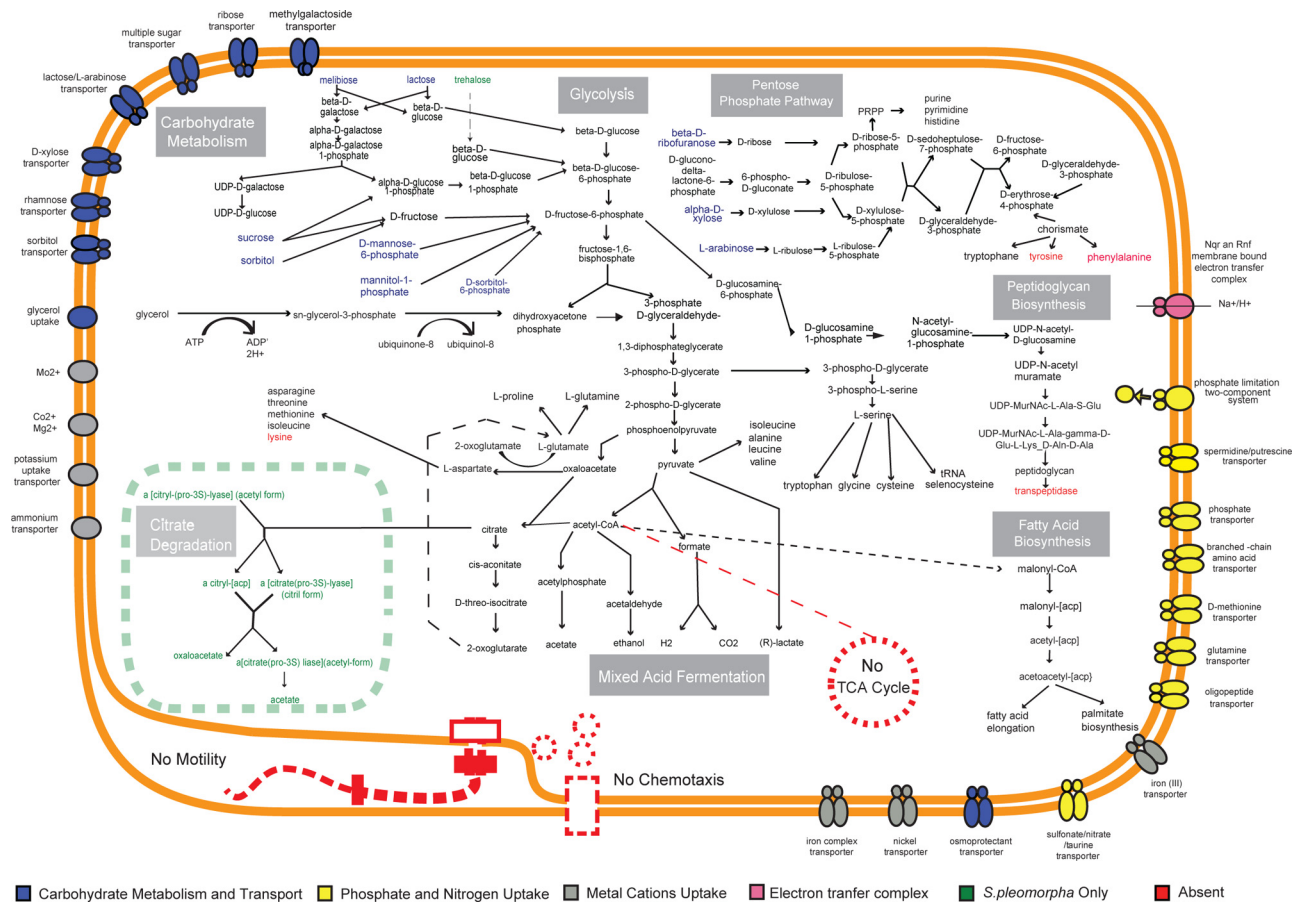 ribose
transporter
methylgalactoside
transporter
multiple sugar
transporter
lactose/L-arabinose
transporter
D-xylose
transporter
rhamnose
transporter
sorbitol
transporter
glycerol
uptake
Mo2+
Co2+
Mg2+
potassium
uptake
transporter
ammonium
transporter
Carbohydrate
Metabolism
melibiose
lactose
trehalose
beta-D-
galactose
beta-D-
glucose
alpha-D-galactose
alpha-D-galactose
1-phosphate
beta-D-
glucose
UDP-D-galactose
UDP-D-glucose
alpha-D-glucose
1-phosphate
beta-D-glucose
1-phosphate
sucrose
sorbitol
D-fructose
D-mannose-
6-phosphate
mannitol-1-
phosphate
D-sorbitol-
6-phosphate
Glycolysis
beta-D-glucose
beta-D-glucose-
6-phosphate
D-fructose-6-phosphate
fructose-1,6-
bisphosphate
glycerol
ATP
ADP'
2H+
sn-glycerol-3-phosphate
ubiquinone-8
ubiquinol-8
dihydroxyacetone
phosphate
3-phosphate
D-glyceraldehyde-
1,3-diphosphateglycerate
3-phospho-D-glycerate
2-phospho-D-glycerate
phosphoenolpyruvate
pyruvate
Pentose
Phosphate Pathway
PRPP
purine
pyrimidine
histidine
beta-D-
ribofuranose
D-ribose
D-ribose-5-
phosphate
D-sedoheptulose-
7-phosphate
D-fructose-
6-phosphate
D-glucono-
delta-
lactone-6-
phosphate
6-phospho-
D-gluconate
D-ribulose-
5-phosphate
D-glyceraldehyde-
3-phosphate
D-erythrose-
4-phosphate
alpha-D-
xylose
D-xylulose
D-xylulose-
5-phosphate
D-glyceraldehyde-
3-phosphate
L-arabinose
L-ribulose
L-ribulose-
5-phosphate
chorismate
tryptophane
tyrosine
phenylalanine
Nqr an Rnf
membrane bound
electron transfer
complex
Na+/H+
D-glucosamine-
6-phosphate
D-glucosamine
1-phosphate
N-acetyl-
glucosamine-
1-phosphate
Peptidoglycan
Biosynthesis
UDP-N-acetyl-
D-glucosamine
UDP-N-acetyl
muramate
UDP-MurNAc-L-Ala-S-Glu
UDP-MurNAc-L-Ala-gamma-D-
Glu-L-Lys_D-Aln-D-Ala
peptidoglycan
transpeptidase
3-phospho-D-glycerate
3-phospho-L-serine
L-serine
tryptophan
glycine
cysteine
tRNA
selenocysteine
isoleucine
alanine
leucine
valine
asparagine
threonine
methionine
isoleucine
lysine
L-proline
L-glutamine
2-oxoglutamate
L-glutamate
L-aspartate
oxaloacetate
a [citryl-(pro-3S)-lyase] (acetyl form)
Citrate
Degradation
a citryl-[acp]
a [citrate(pro-3S)-lyase]
(citril form)
oxaloacetate
a[citrate(pro-3S) liase](acetyl-form)
acetate
citrate
cis-aconitate
D-threo-isocitrate
2-oxoglutarate
acetyl-CoA
acetylphosphate
acetate
acetaldehyde
ethanol
formate
H2
CO2
(R)-lactate
Mixed Acid Fermentation
No
TCA Cycle
Fatty Acid
Biosynthesis
malonyl-CoA
malonyl-[acp]
acetyl-[acp]
acetoacetyl-[acp}
fatty acid
elongation
palmitate
biosynthesis
phosphate limitation
two-component
system
spermidine/putrescine
transporter
phosphate
transporter
branched -chain
amino acid
transporter
D-methionine
transporter
glutamine
transporter
oligopeptide
transporter
iron (III)
transporter
No Motility
No Chemotaxis
iron complex
transporter
nickel
transporter
osmoprotectant
transporter
sulfonate/nitrate
/taurine
transporter
Carbohydrate Metabolism and Transport
Phosphate and Nitrogen Uptake
Metal Cations Uptake
Electron tranfer complex
S.pleomorpha Only
Absent